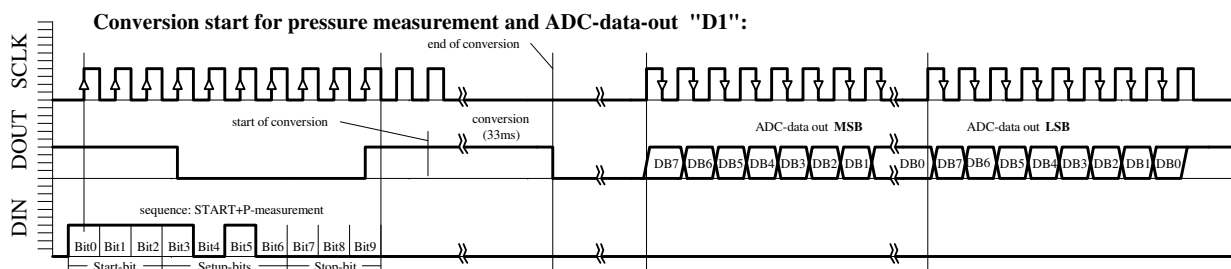 Conversion start for pressure measurement and ADC-data-out "D1":
end of conversion
SCLK
start of conversion
conversion
(33ms)
ADC-data out MSB
ADC-data out LSB
DOUT
DB7 DB6 DB5 DB4 DB3 DB2 DB1 DB0 DB7 DB6 DB5 DB4 DB3 DB2 DB1 DB0
sequence: START+P-measurement
DIN
Bit0 Bit1 Bit2 Bit3 Bit4 Bit5 Bit6 Bit7 Bit8 Bit9
Start-bit Setup-bits Stop-bit